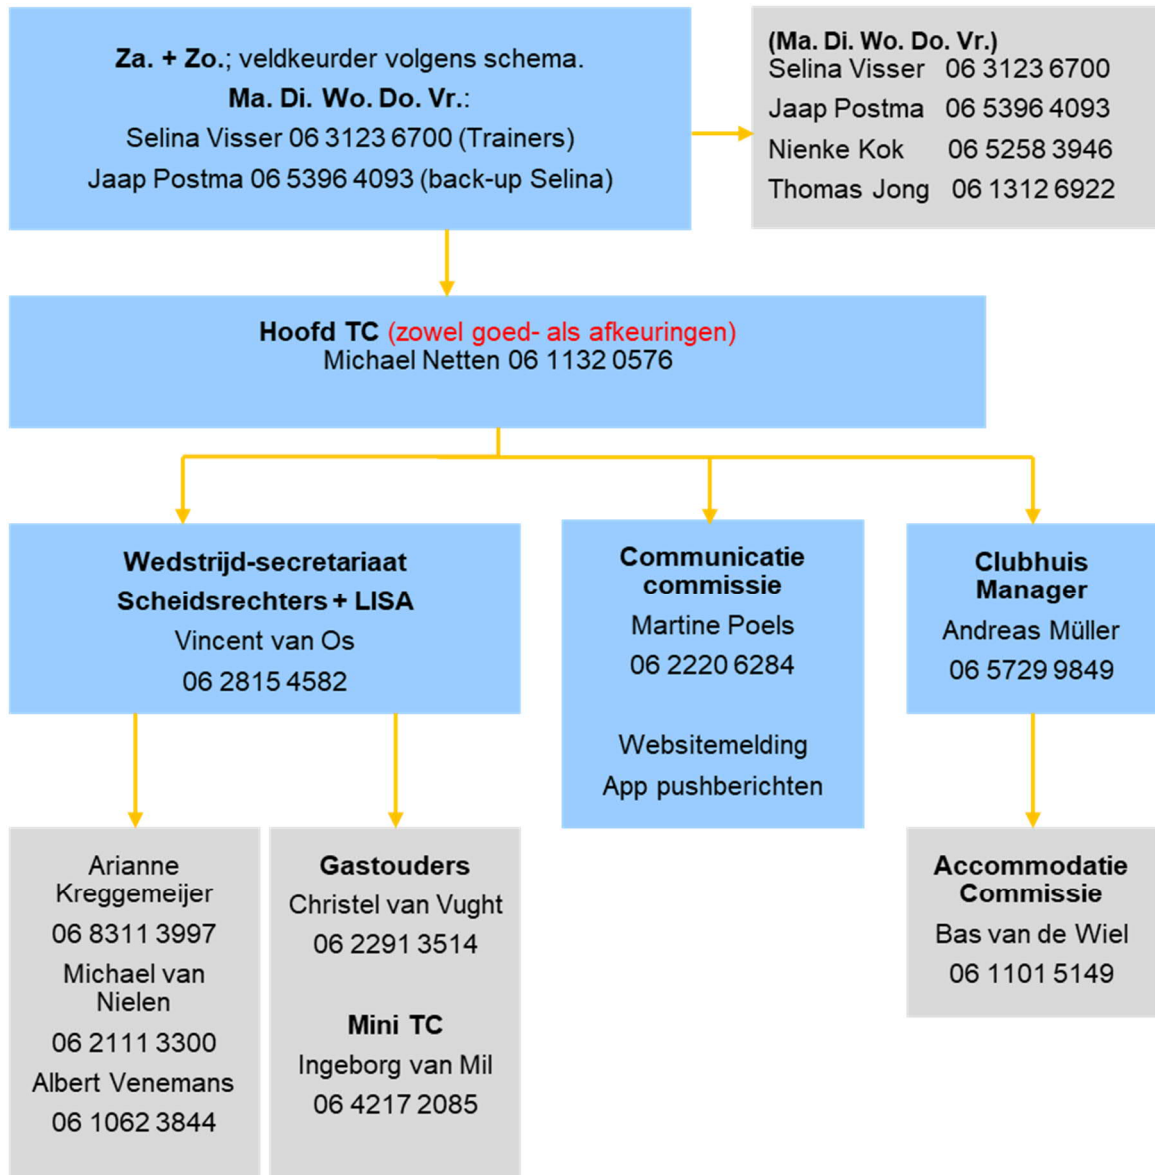 Za. + Zo.; veldkeurder volgens schema.
Ma. Di. Wo. Do. Vr.:
Selina Visser 06 3123 6700 (Trainers)
Jaap Postma 06 5396 4093 (back-up Selina)
(Ma. Di. Wo. Do. Vr.)
Selina Visser 06 3123 6700
Jaap Postma 06 5396 4093
Nienke Kok 06 5258 3946
Thomas Jong 06 1312 6922
Hoofd TC (zowel goed- als afkeuringen)
Michael Netten 06 1132 0576
Wedstrijd-secretariaat
Scheidsrechters + LISA
Vincent van Os
06 2815 4582
Communicatie
commissie
Martine Poels
06 2220 6284
Websitemelding
App pushberichten
Clubhuis
Manager
Andreas Müller
06 5729 9849
Arianne
Kreggemeijer
06 8311 3997
Michael van
Nielen
06 2111 3300
Albert Venemans
06 1062 3844
Gastouders
Christel van Vught
06 2291 3514
Mini TC
Ingeborg van Mil
06 4217 2085
Accommodatie
Commissie
Bas van de Wiel
06 1101 5149